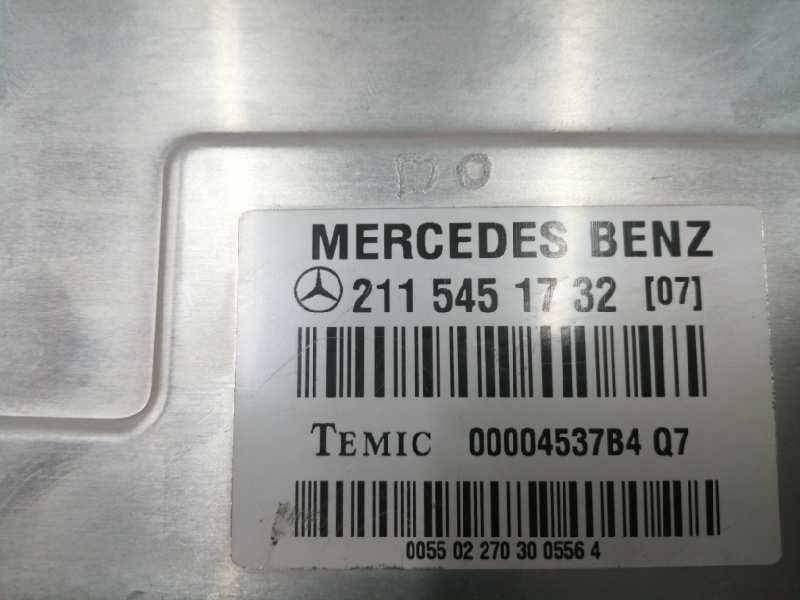 DO
MERCEDES BENZ
211 545 17 32 [07]
TEMIC 00004537B4 Q7
0055 02 270 30 0556 4